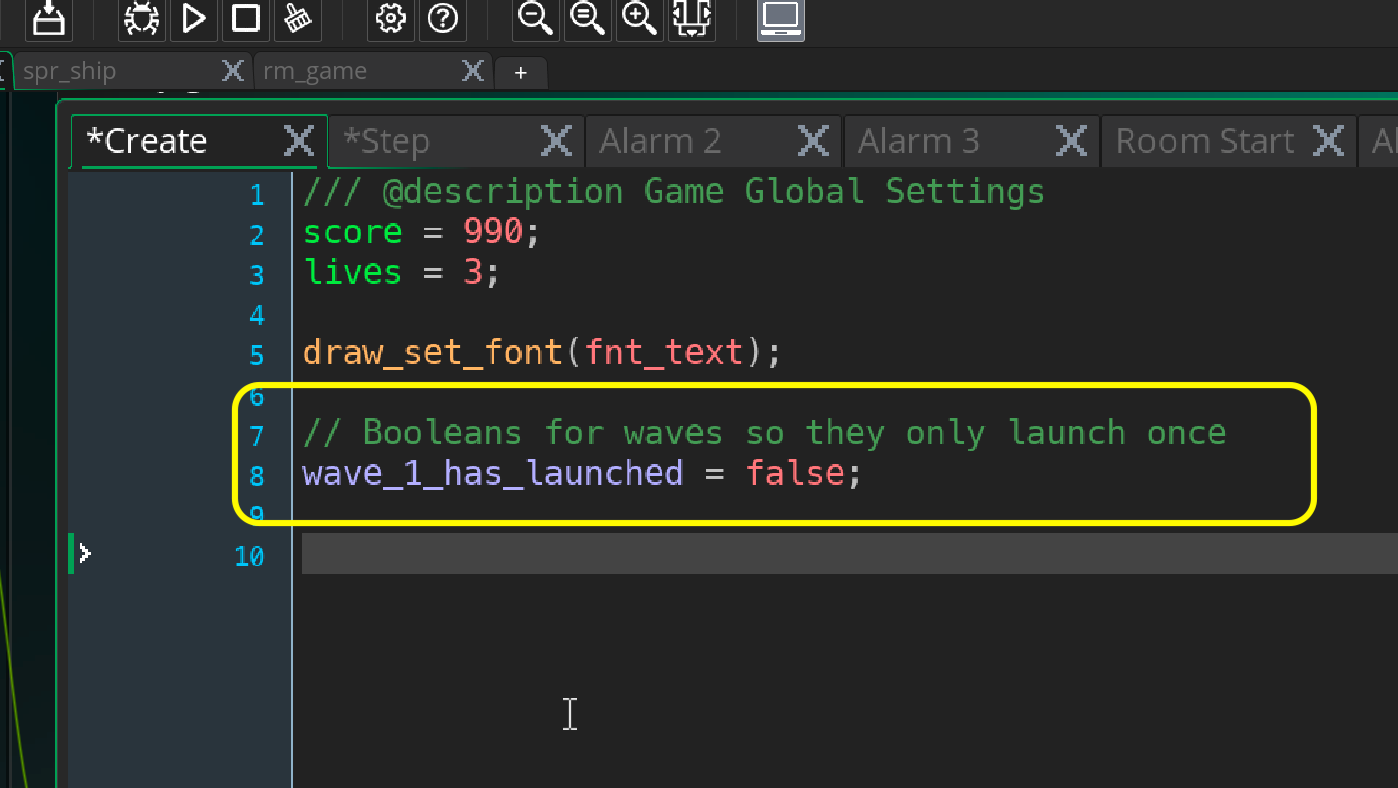 spr_ship rm_game +
*Create *Step Alarm 2 Alarm 3 Room Start Al
1 /// @description Game Global Settings
2 score = 990;
3 lives = 3;
4
5 draw_set_font(fnt_text);
6
7 // Booleans for waves so they only launch once
8 wave_1_has_launched = false;
9
10